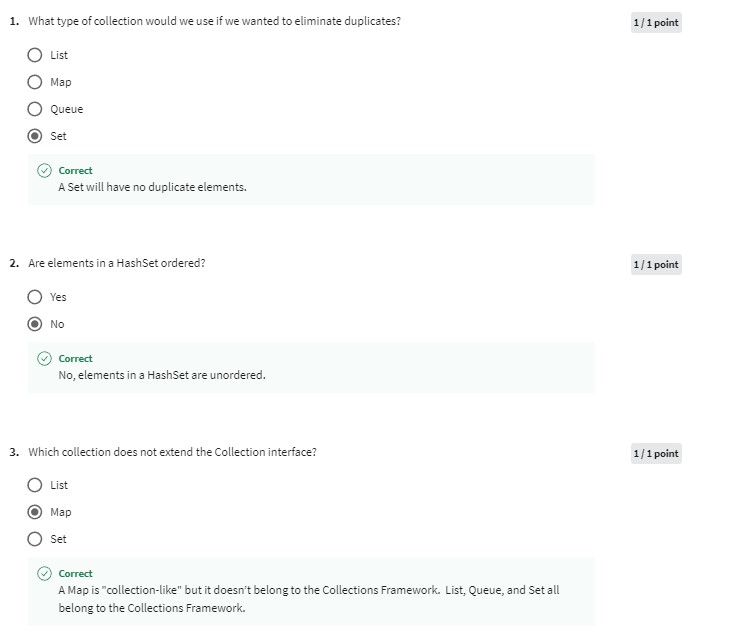 1. What type of collection would we use if we wanted to eliminate duplicates?
1 / 1 point
List
Map
Queue
Set
Correct
A Set will have no duplicate elements.
2. Are elements in a HashSet ordered?
1 / 1 point
Yes
No
Correct
No, elements in a HashSet are unordered.
3. Which collection does not extend the Collection interface?
1 / 1 point
List
Map
Set
Correct
A Map is "collection-like" but it doesn't belong to the Collections Framework. List, Queue, and Set all
belong to the Collections Framework.